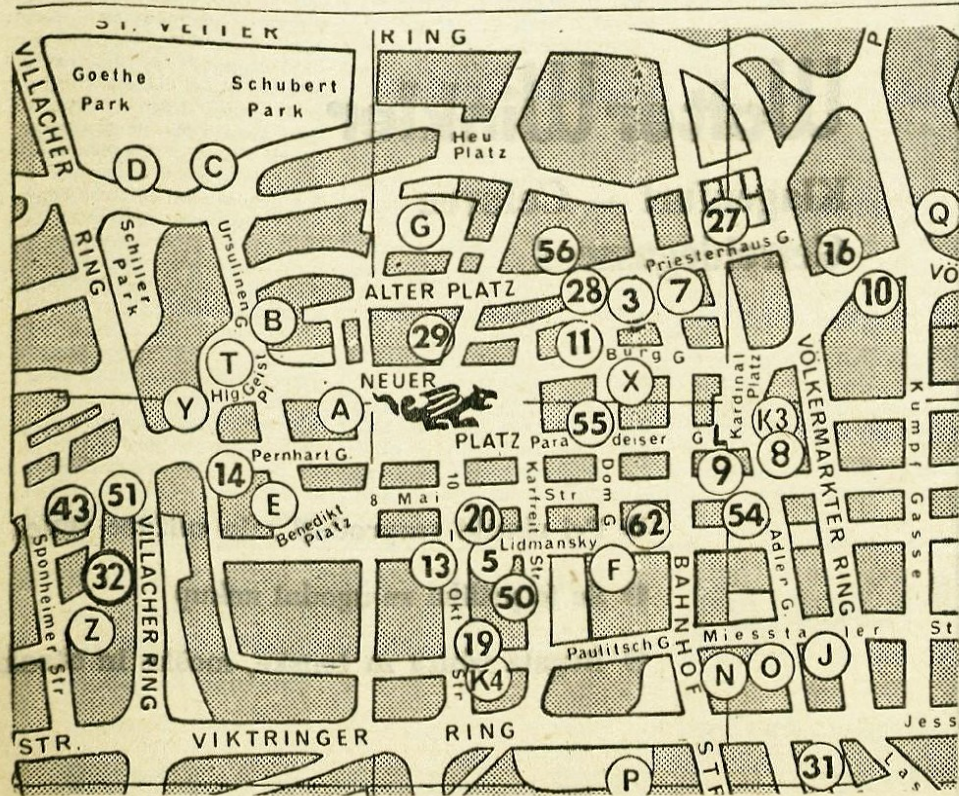 ST. VEITER RING
VILLACHER
Goethe
Park
Schubert
Park
P
Heu
Platz
D
C
G
27
Q
Ursulinen G
Schiller
Park
RING
56
16
Priesterhaus G.
VÖ
ALTER PLATZ
28
3
7
10
B
29
11
Burg G
T
Hlg Geist Pl
NEUER
X
Kardinal
Platz
VÖLKERMARKTER RING
Y
A
K3
Kumpf Gasse
55
PLATZ
Paradeiser G
8
Pernhart G.
14
9
43
51
E
8 Mai Str
10 - Okt Str
Karfreit Str
Dom G
Benedikt
Platz
20
62
54
Lidmansky
VILLACHER RING
Sponheimer Str
32
13
5
F
BAHNHOF STR
Adler G.
50
Z
Miesstaler St
19
Paulitsch G
K4
N
O
J
STR.
VIKTRINGER RING
Jess
P
31
Las